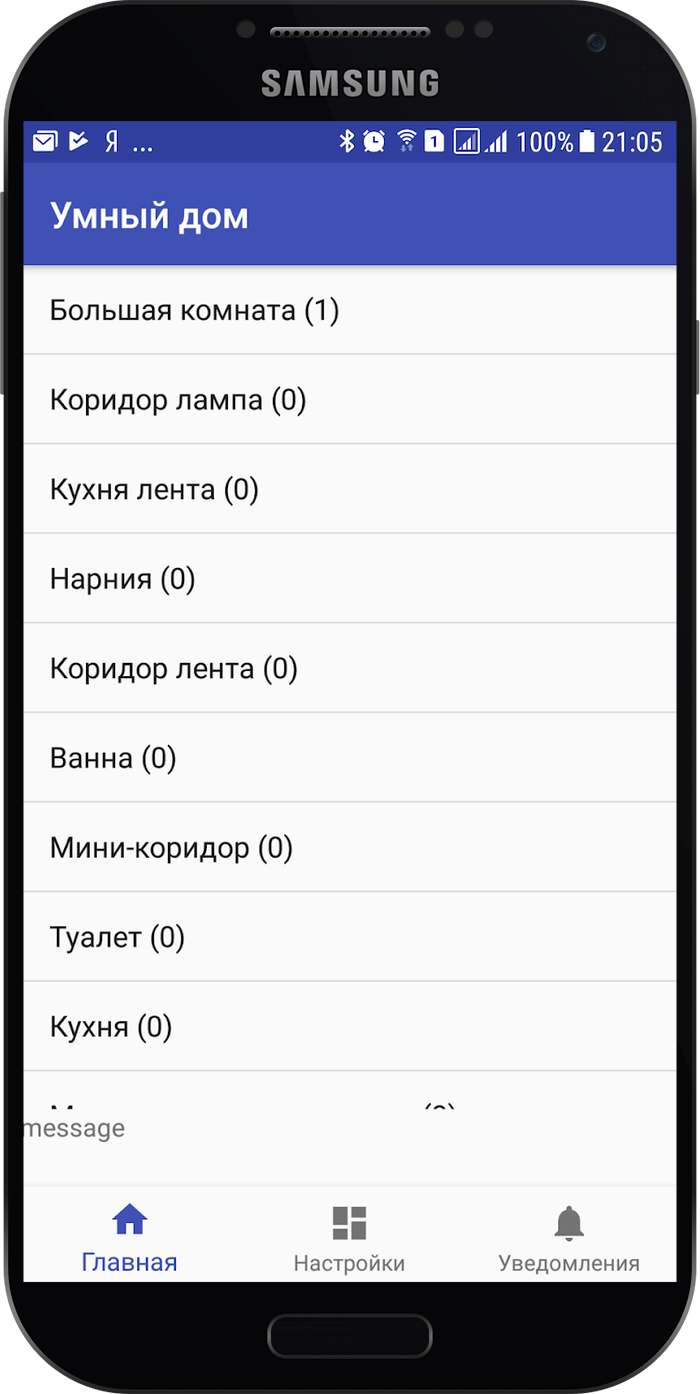 SAMSUNG
Я ... 1 100% 21:05
Умный дом
Большая комната (1)
Коридор лампа (0)
Кухня лента (0)
Нарния (0)
Коридор лента (0)
Ванна (0)
Мини-коридор (0)
Туалет (0)
Кухня (0)
message
Главная Настройки Уведомления